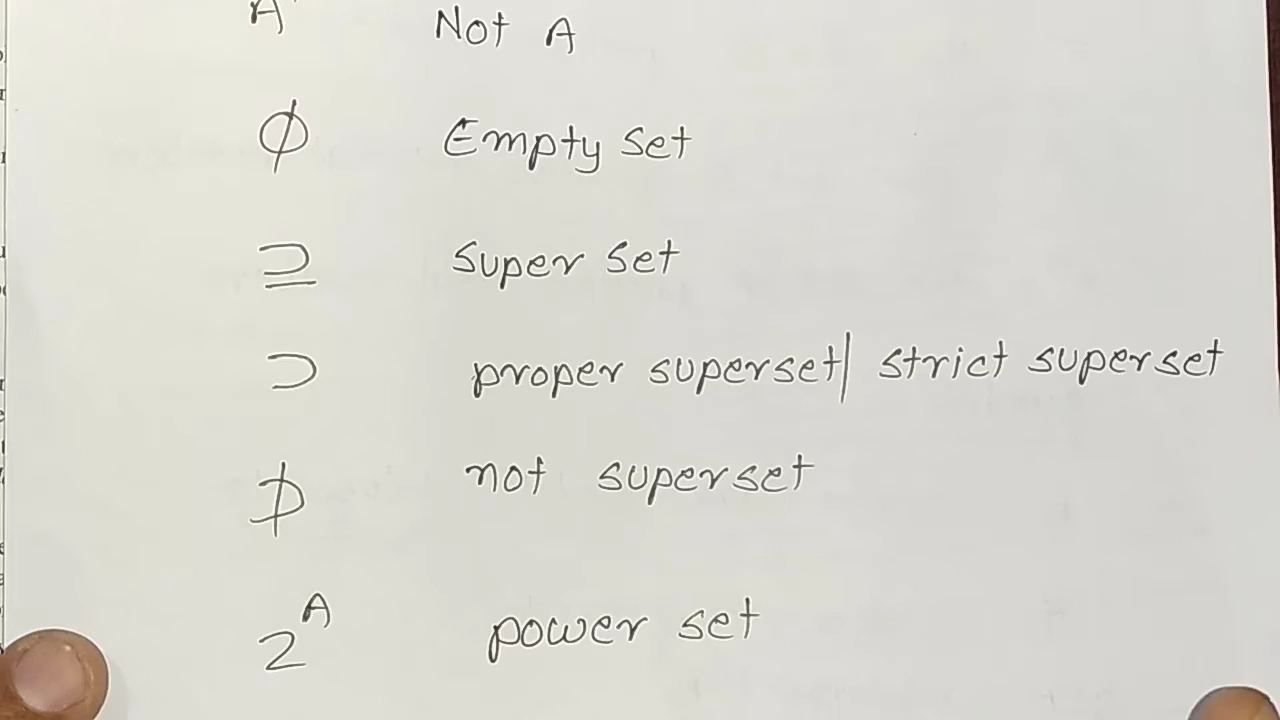 A' Not A
∅ Empty set
⊇ super set
⊃ proper superset| strict superset
⊅ not superset
2^A power set